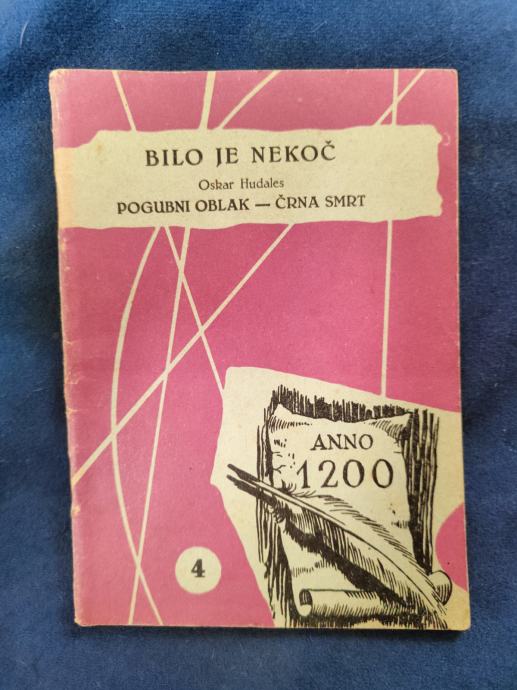 BILO JE NEKOČ
Oskar Hudales
POGUBNI OBLAK — ČRNA SMRT
ANNO
1200
4